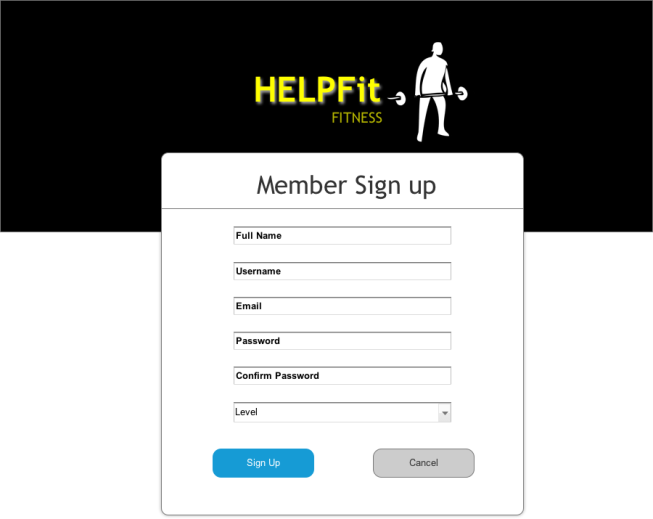 HELPFit
FITNESS
Member Sign up
Full Name
Username
Email
Password
Confirm Password
Level
Sign Up
Cancel